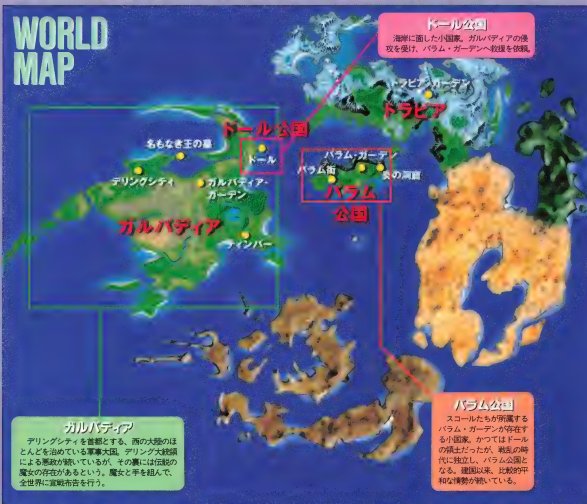 WORLD
MAP
ドール公国
海岸に面した小国家。ガルバディアの侵
攻を受け、バラム・ガーデンへ救援を依頼。
トラビア・ガーデン
トラビア
ドール公国
名もなき王の墓
ドール
デリングシティ
ガルバディア・
ガーデン
ガルバディア
ティンバー
バラム・ガーデン
バラム街
炎の洞窟
バラム
公国
ガルバディア
デリングシティを首都とする、西の大陸のほ
とんどを治めている軍事大国。デリング大統領
による悪政が続いているが、その裏には伝説の
魔女の存在があるという。魔女と手を組んで、
全世界に宣戦布告を行う。
バラム公国
スコールたちが所属する
バラム・ガーデンが存在す
る小国家。かつてはドール
の領土だったが、戦乱の時
代に独立し、バラム公国と
なる。建国以来、比較的平
和な情勢が続いている。